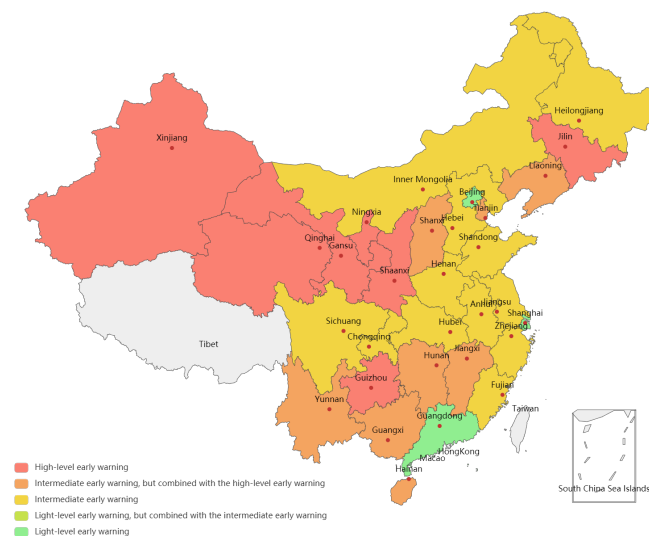 Heilongjiang
Jilin
Xinjiang
Liaoning
Inner Mongolia
Beijing
Tianjin
Ningxia
Shanxi
Hebei
Qinghai
Gansu
Shandong
Shaanxi
Henan
Anhui
Jiangsu
Shanghai
Sichuang
Hubei
Zhejiang
Chongqing
Tibet
Hunan
Jiangxi
Guizhou
Fujian
Yunnan
Taiwan
Guangdong
Guangxi
HongKong
Macao
Hainan
South China Sea Islands
High-level early warning
Intermediate early warning, but combined with the high-level early warning
Intermediate early warning
Light-level early warning, but combined with the intermediate early warning
Light-level early warning